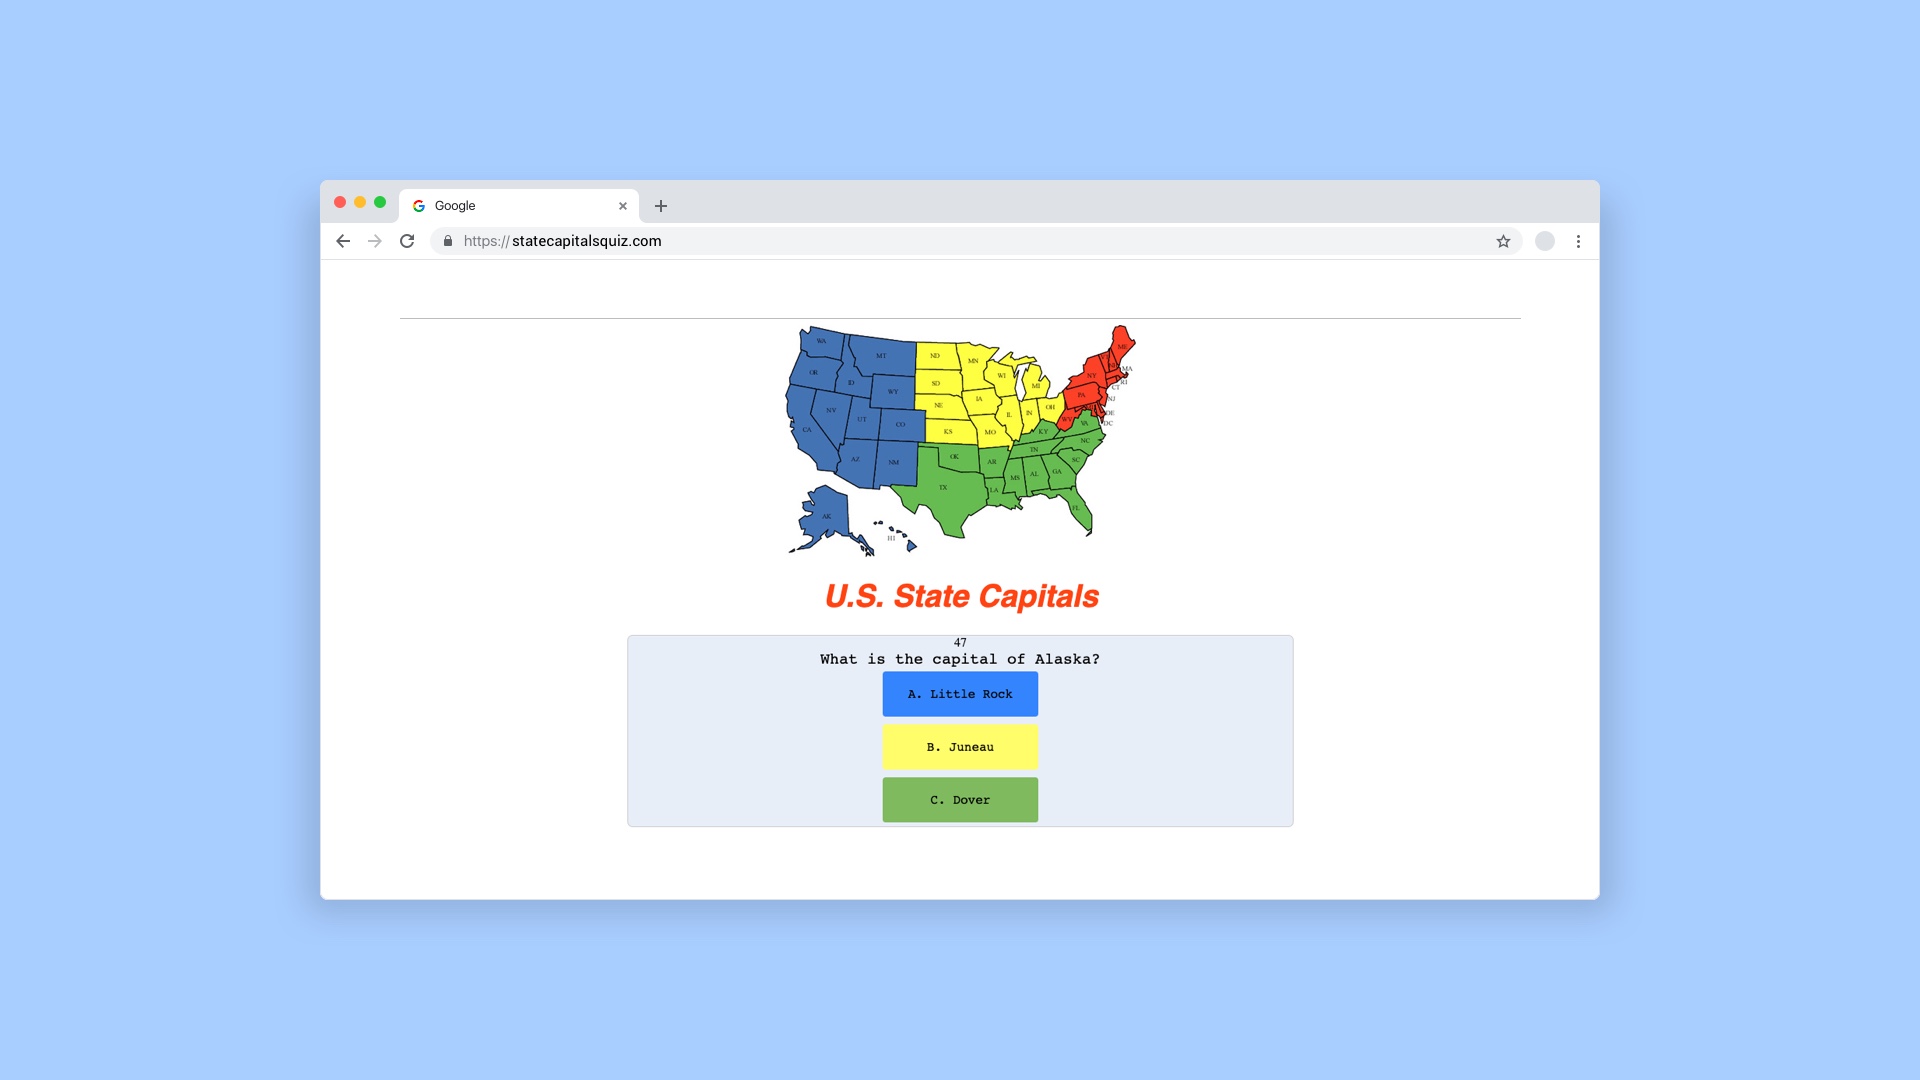 Google
https://statecapitalsquiz.com
WA
MT
ND
MN
ME
OR
ID
WY
SD
WI
MI
NY
MA
RI
CT
NV
UT
CO
NE
IA
IL
IN
OH
PA
NJ
DE
DC
CA
KS
MO
KY
WV
VA
AZ
NM
OK
AR
TN
NC
SC
TX
LA
MS
AL
GA
FL
AK
HI
U.S. State Capitals
47
What is the capital of Alaska?
A. Little Rock
B. Juneau
C. Dover